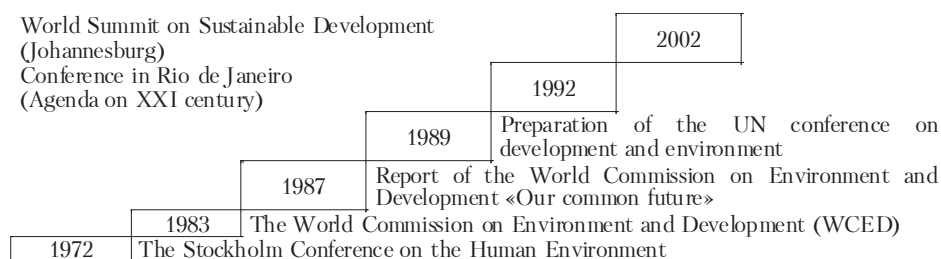 World Summit on Sustainable Development
(Johannesburg)
2002
Conference in Rio de Janeiro
(Agenda on XXI century)
1992
1989
Preparation of the UN conference on
development and environment
1987
Report of the World Commission on Environment and
Development «Our common future»
1983
The World Commission on Environment and Development (WCED)
1972
The Stockholm Conference on the Human Environment